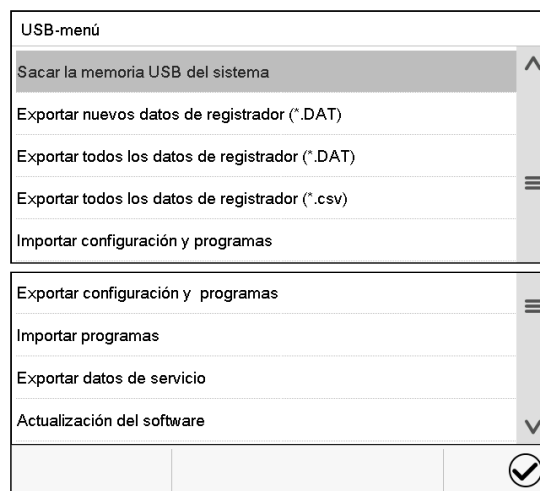 USB-menú
Sacar la memoria USB del sistema
Exportar nuevos datos de registrador (*.DAT)
Exportar todos los datos de registrador (*.DAT)
Exportar todos los datos de registrador (*.csv)
Importar configuración y programas
Exportar configuración y programas
Importar programas
Exportar datos de servicio
Actualización del software